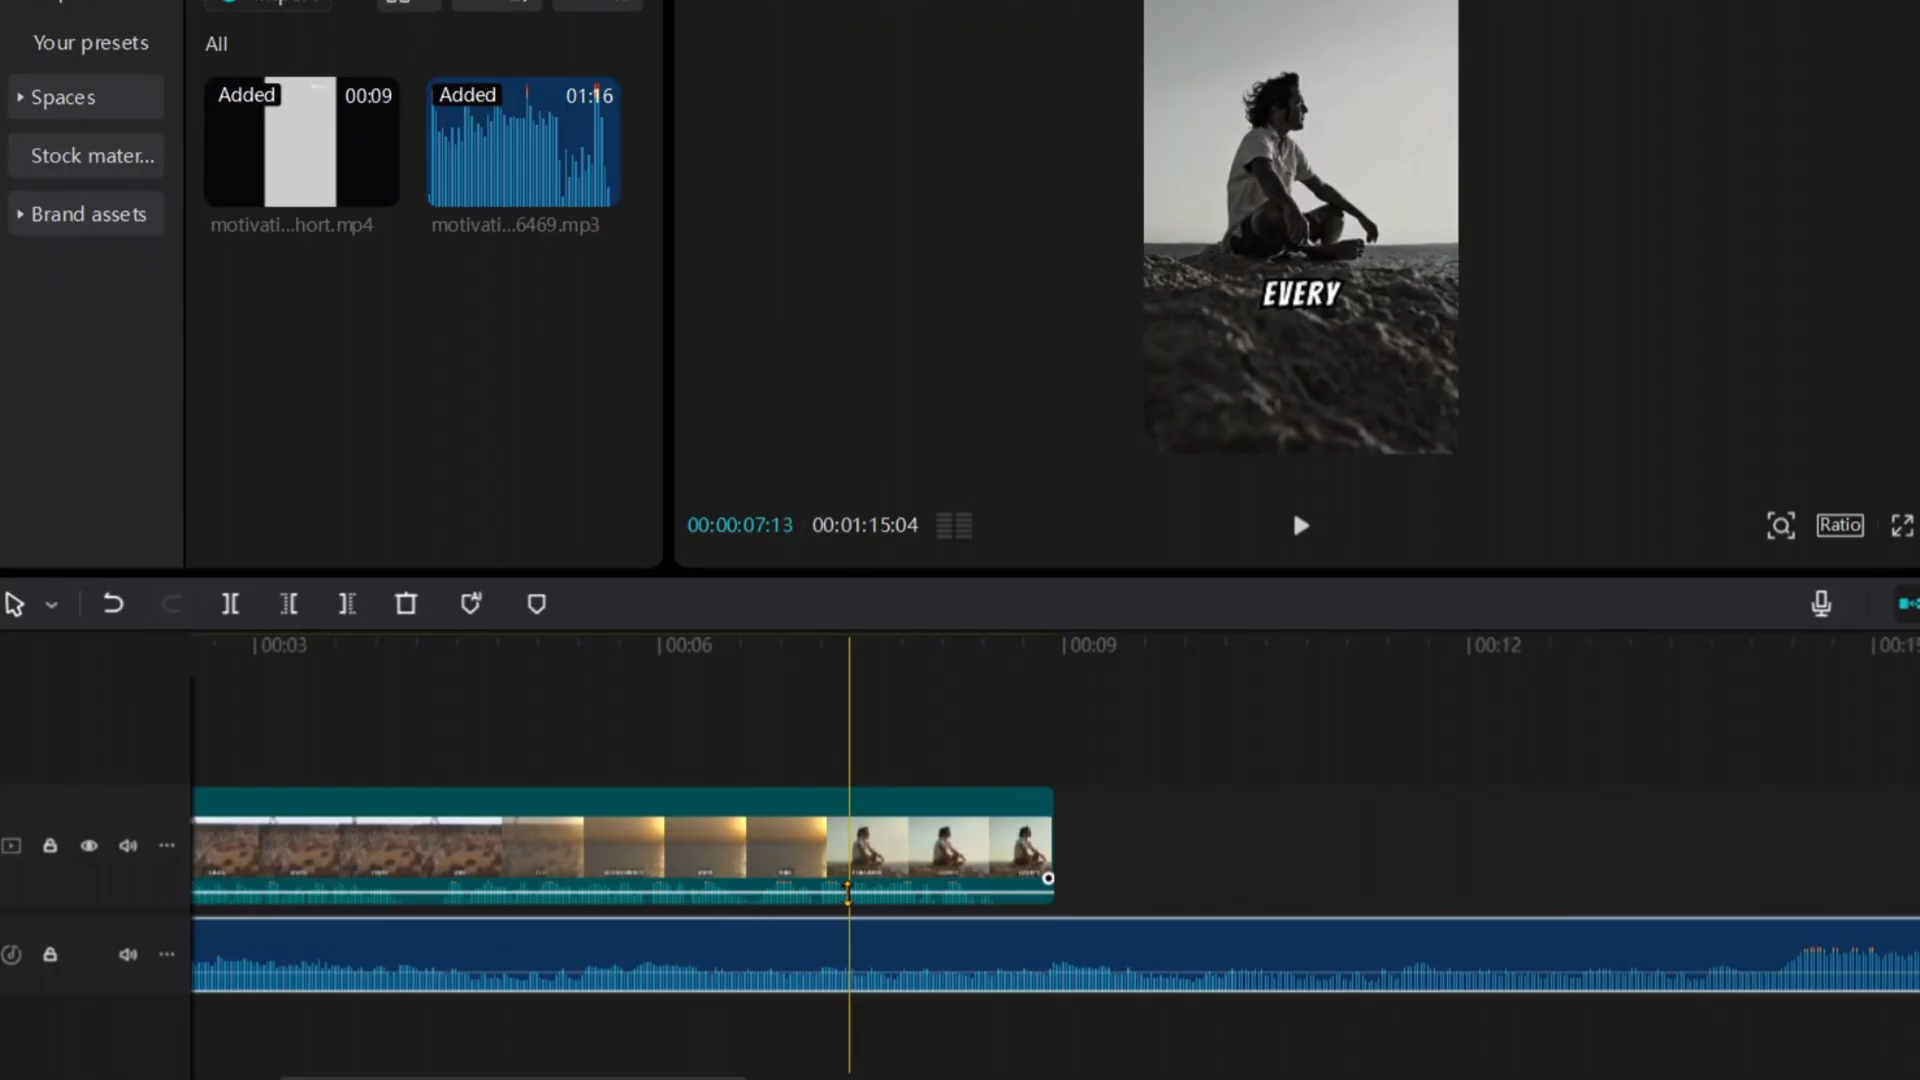 Your presets
Spaces
Stock mater...
Brand assets
All
Added
00:09
motivati...hort.mp4
Added
01:16
motivati...6469.mp3
EVERY
00:00:07:13
00:01:15:04
Ratio
00:03
00:06
00:09
00:12